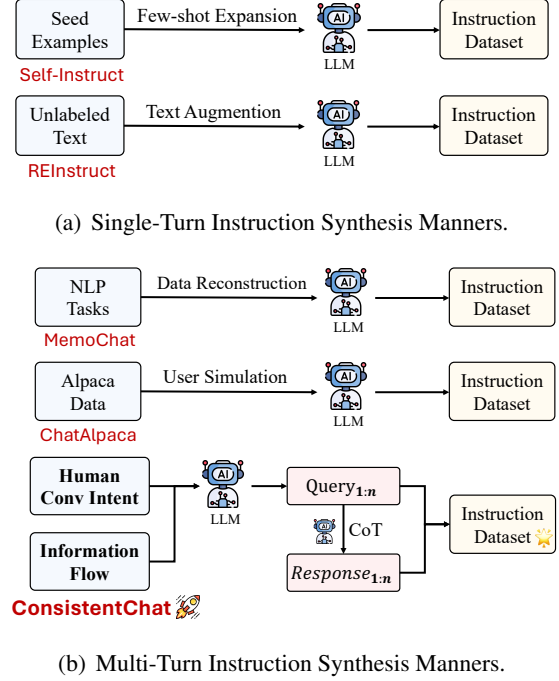 Seed
Examples
Self-Instruct
Few-shot Expansion
AI
LLM
Instruction
Dataset
Unlabeled
Text
REInstruct
Text Augmention
AI
LLM
Instruction
Dataset
(a) Single-Turn Instruction Synthesis Manners.
NLP
Tasks
MemoChat
Data Reconstruction
AI
LLM
Instruction
Dataset
Alpaca
Data
ChatAlpaca
User Simulation
AI
LLM
Instruction
Dataset
Human
Conv Intent
Information
Flow
ConsistentChat
AI
LLM
Query1:n
AI
CoT
Response1:n
Instruction
Dataset
(b) Multi-Turn Instruction Synthesis Manners.